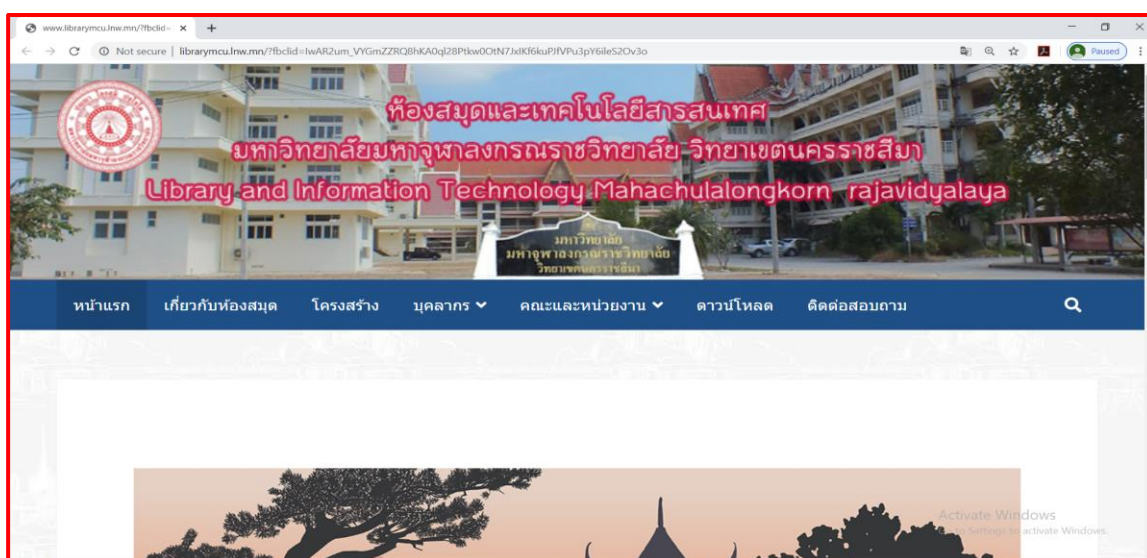 www.librarymcu.lnw.mn/?fbclid=
Not secure | librarymcu.lnw.mn/?fbclid=IwAR2um_VYGmZZRQ8hKA0ql28Ptkw0OtN7JxIKf6kuPJfVPu3pY6ileS2Ov3o
Paused
ห้องสมุดและเทคโนโลยีสารสนเทศ
มหาวิทยาลัยมหาจุฬาลงกรณราชวิทยาลัย วิทยาเขตนครราชสีมา
Library and Information Technology Mahachulalongkorn rajavidyalaya
มหาวิทยาลัย
มหาจุฬาลงกรณราชวิทยาลัย
วิทยาเขตนครราชสีมา
หน้าแรก เกี่ยวกับห้องสมุด โครงสร้าง บุคลากร คณะและหน่วยงาน ดาวน์โหลด ติดต่อสอบถาม
Activate Windows
Go to Settings to activate Windows.